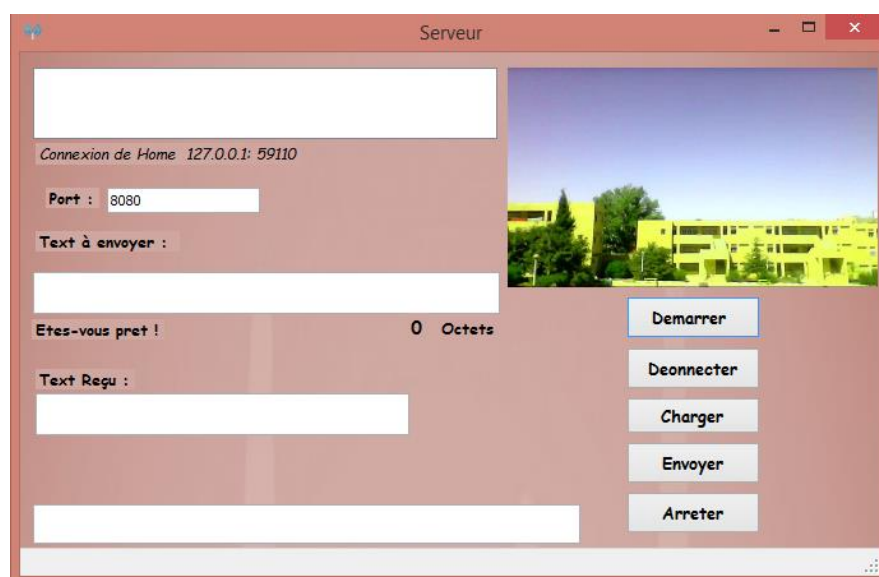 Serveur
Connexion de Home 127.0.0.1: 59110
Port : 8080
Text à envoyer :
Etes-vous pret ! 0 Octets
Text Reçu :
Demarrer
Deonnecter
Charger
Envoyer
Arreter